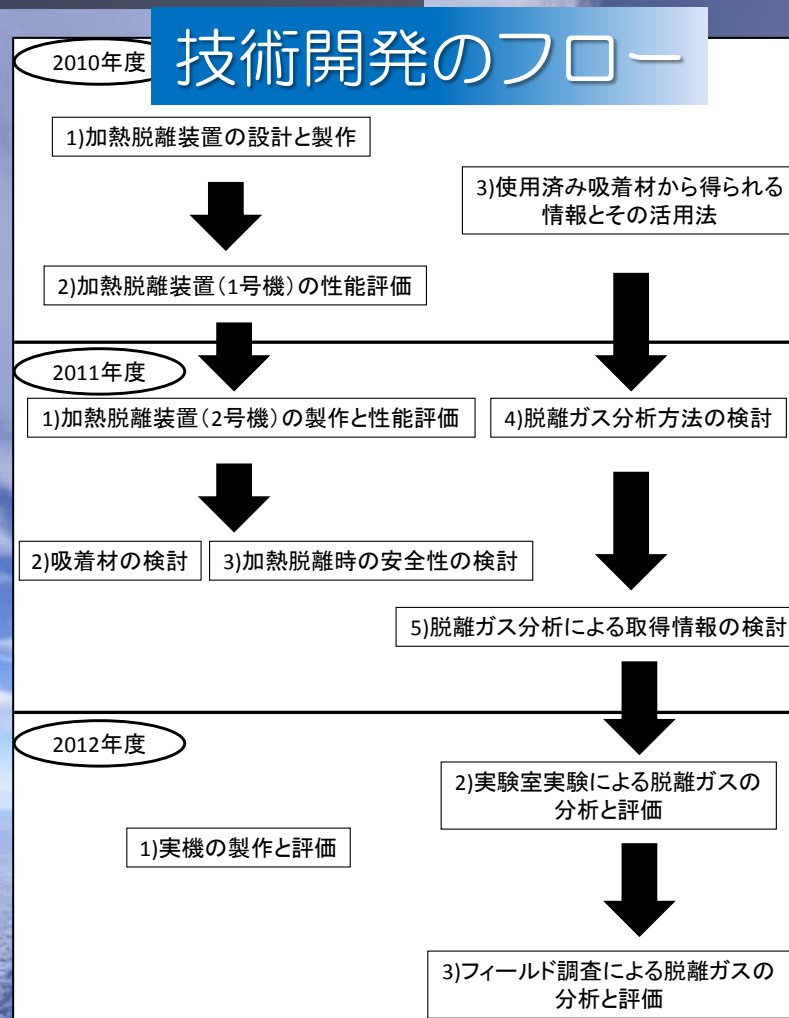 技術開発のフロー
2010年度
1)加熱脱離装置の設計と製作
3)使用済み吸着材から得られる
情報とその活用法
2)加熱脱離装置(1号機)の性能評価
2011年度
1)加熱脱離装置(2号機)の製作と性能評価
4)脱離ガス分析方法の検討
2)吸着材の検討
3)加熱脱離時の安全性の検討
5)脱離ガス分析による取得情報の検討
2012年度
2)実験室実験による脱離ガスの
分析と評価
1)実機の製作と評価
3)フィールド調査による脱離ガスの
分析と評価